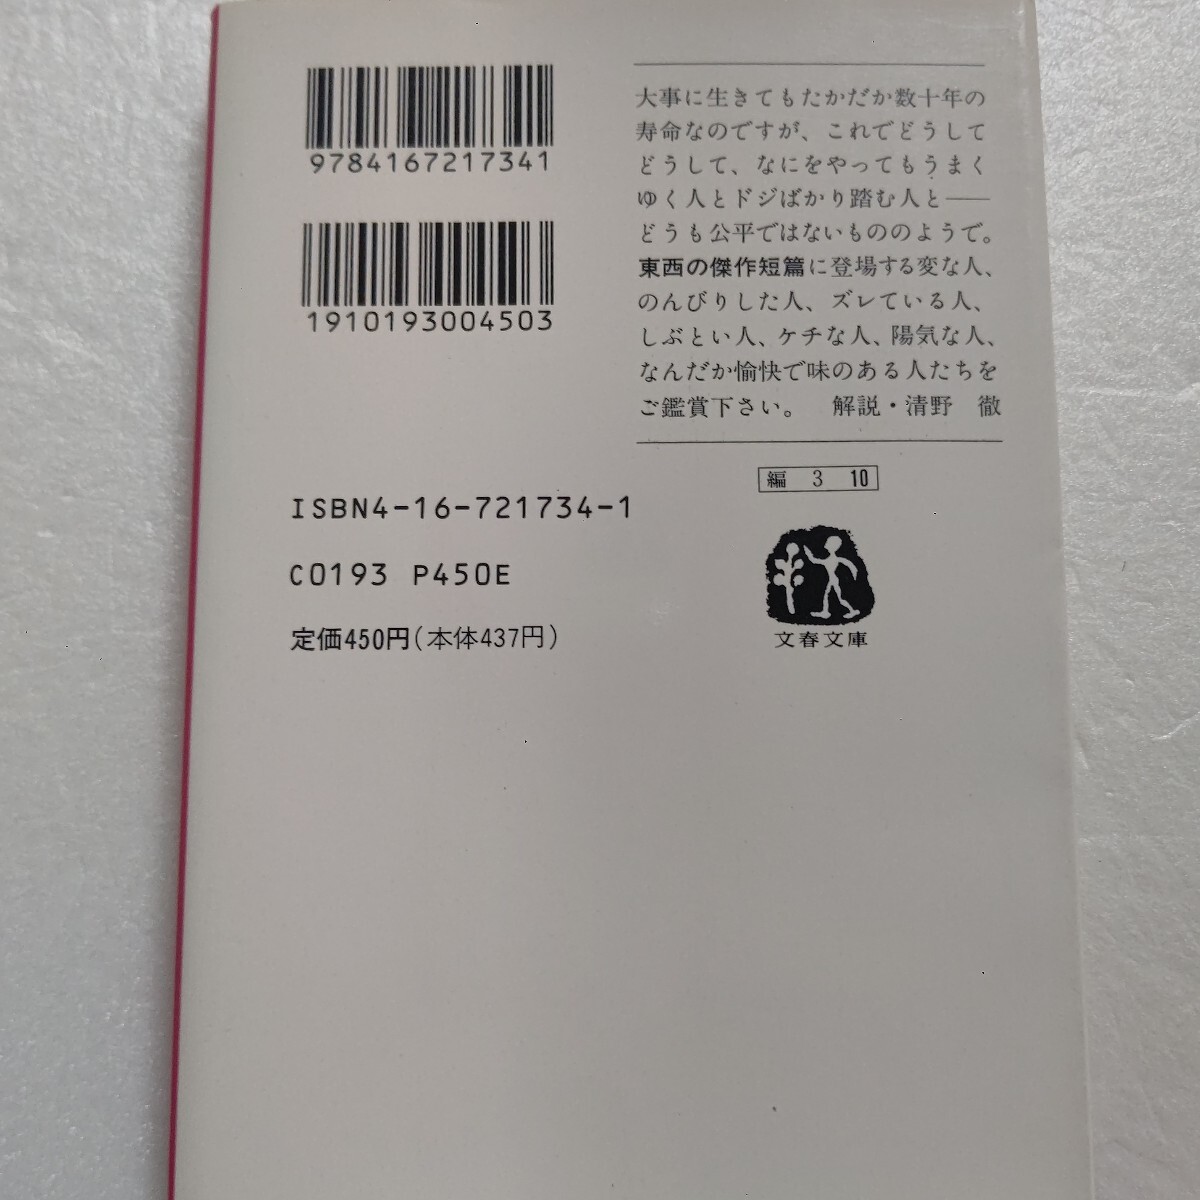 9784167217341
1910193004503
大事に生きてもたかだか数十年の
寿命なのですが、これでどうして
どうして、なにをやってもうまく
ゆく人とドジばかり踏む人と――
どうも公平ではないもののようで。
東西の傑作短篇に登場する変な人、
のんびりした人、ズレている人、
しぶとい人、ケチな人、陽気な人、
なんだか愉快で味のある人たちを
ご鑑賞下さい。　解説・清野　徹
編 3 10
ISBN4-16-721734-1
C0193 P450E
定価450円(本体437円)
文春文庫